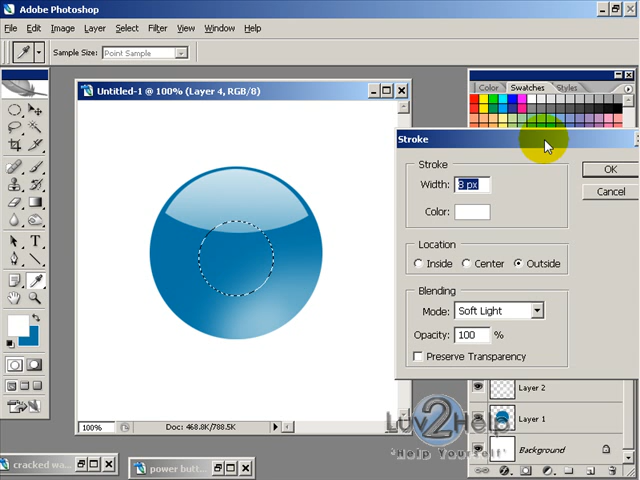 Adobe Photoshop
File Edit Image Layer Select Filter View Window Help
Sample Size: Point Sample
Untitled-1 @ 100% (Layer 4, RGB/8)
Color Swatches Styles
Stroke
Stroke
Width: 8 px
Color:
OK
Cancel
Location
Inside Center Outside
Blending
Mode: Soft Light
Opacity: 100 %
Preserve Transparency
Layer 2
Layer 1
Background
100% Doc: 468.8K/788.5K
Luv2Help
"Help Yourself"
cracked wa...
power butt...